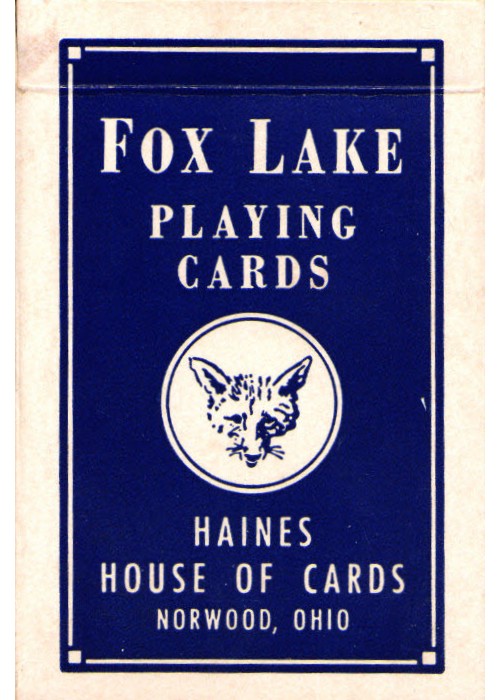 FOX LAKE
PLAYING
CARDS
HAINES
HOUSE OF CARDS
NORWOOD, OHIO